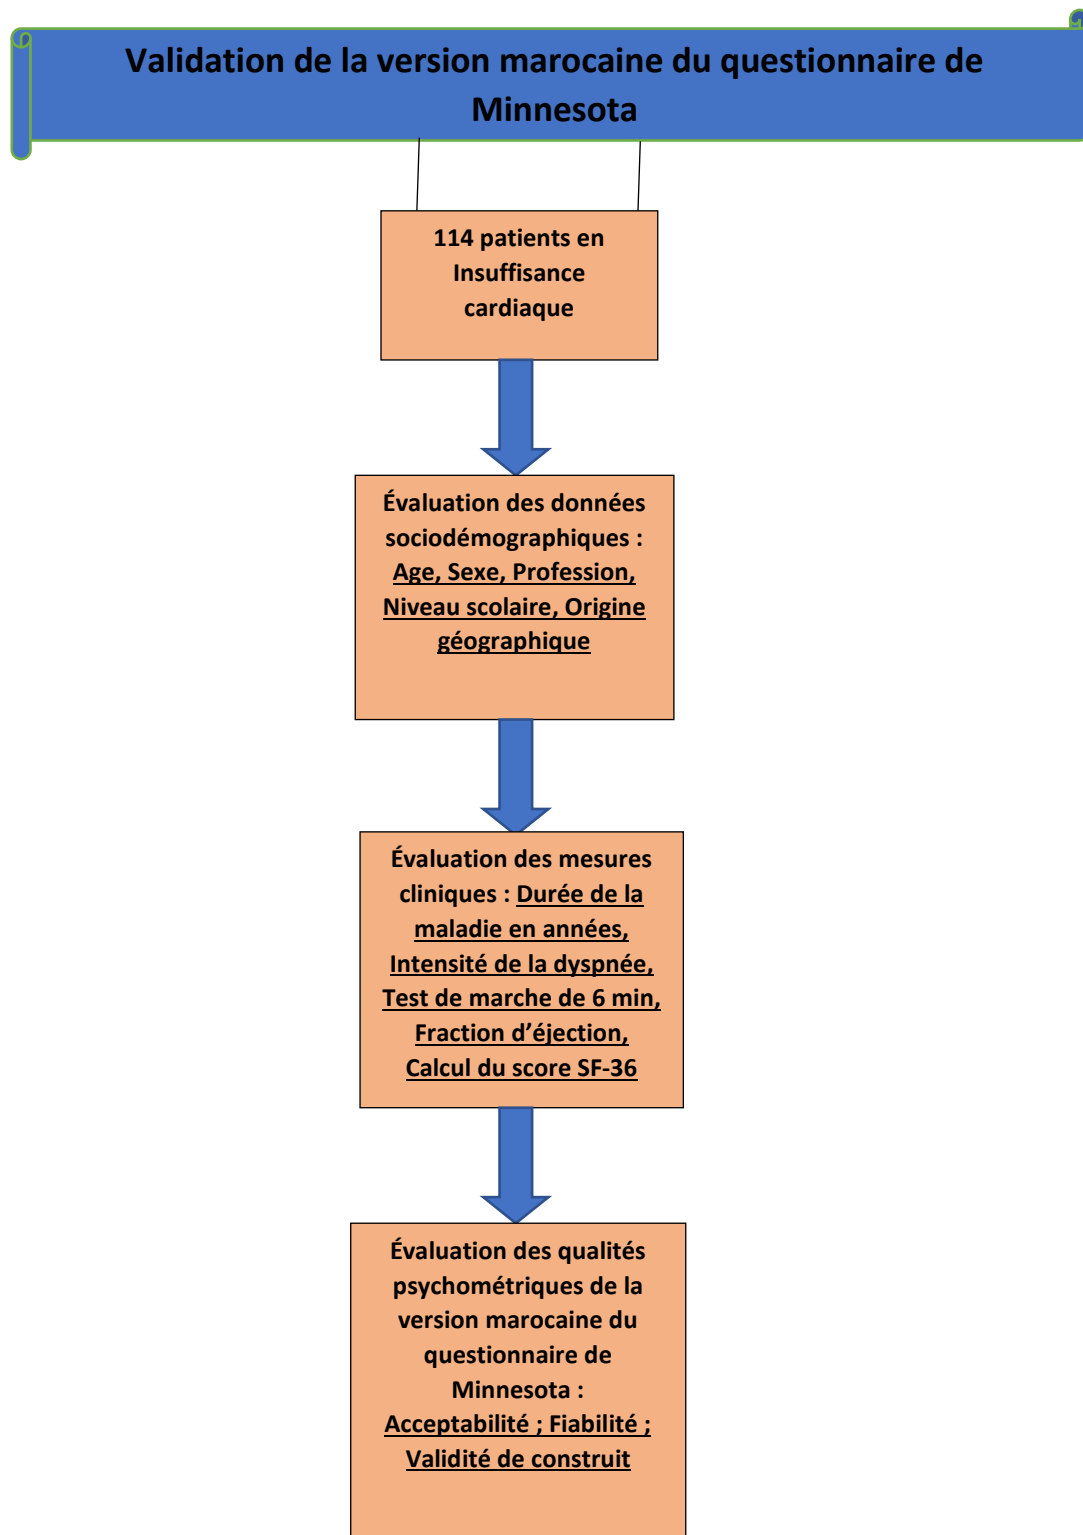 Validation de la version marocaine du questionnaire de
Minnesota
114 patients en
Insuffisance
cardiaque
Évaluation des données
sociodémographiques :
Age, Sexe, Profession,
Niveau scolaire, Origine
géographique
Évaluation des mesures
cliniques : Durée de la
maladie en années,
Intensité de la dyspnée,
Test de marche de 6 min,
Fraction d’éjection,
Calcul du score SF-36
Évaluation des qualités
psychométriques de la
version marocaine du
questionnaire de
Minnesota :
Acceptabilité ; Fiabilité ;
Validité de construit